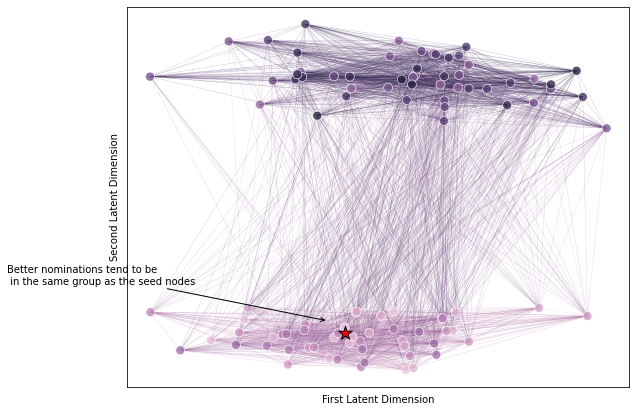 Second Latent Dimension
Better nominations tend to be
in the same group as the seed nodes
First Latent Dimension